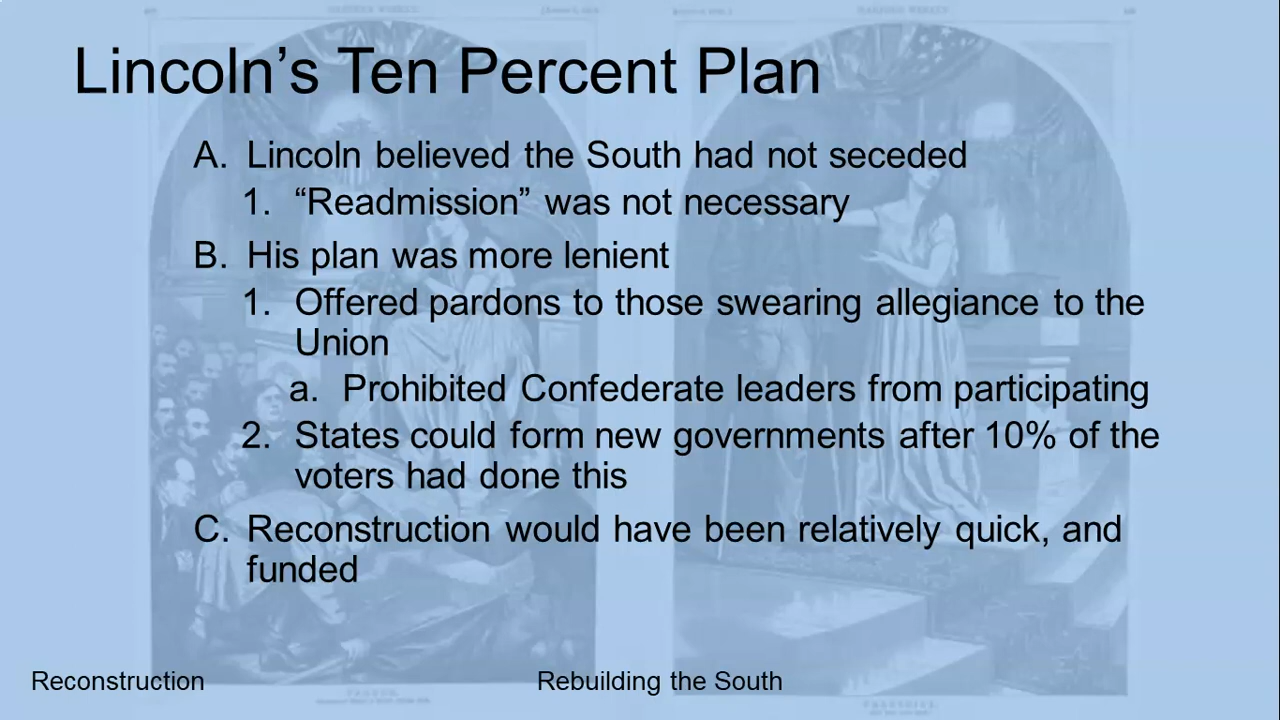 Lincoln’s Ten Percent Plan
A. Lincoln believed the South had not seceded
1. “Readmission” was not necessary
B. His plan was more lenient
1. Offered pardons to those swearing allegiance to the
Union
a. Prohibited Confederate leaders from participating
2. States could form new governments after 10% of the
voters had done this
C. Reconstruction would have been relatively quick, and
funded
Reconstruction
Rebuilding the South